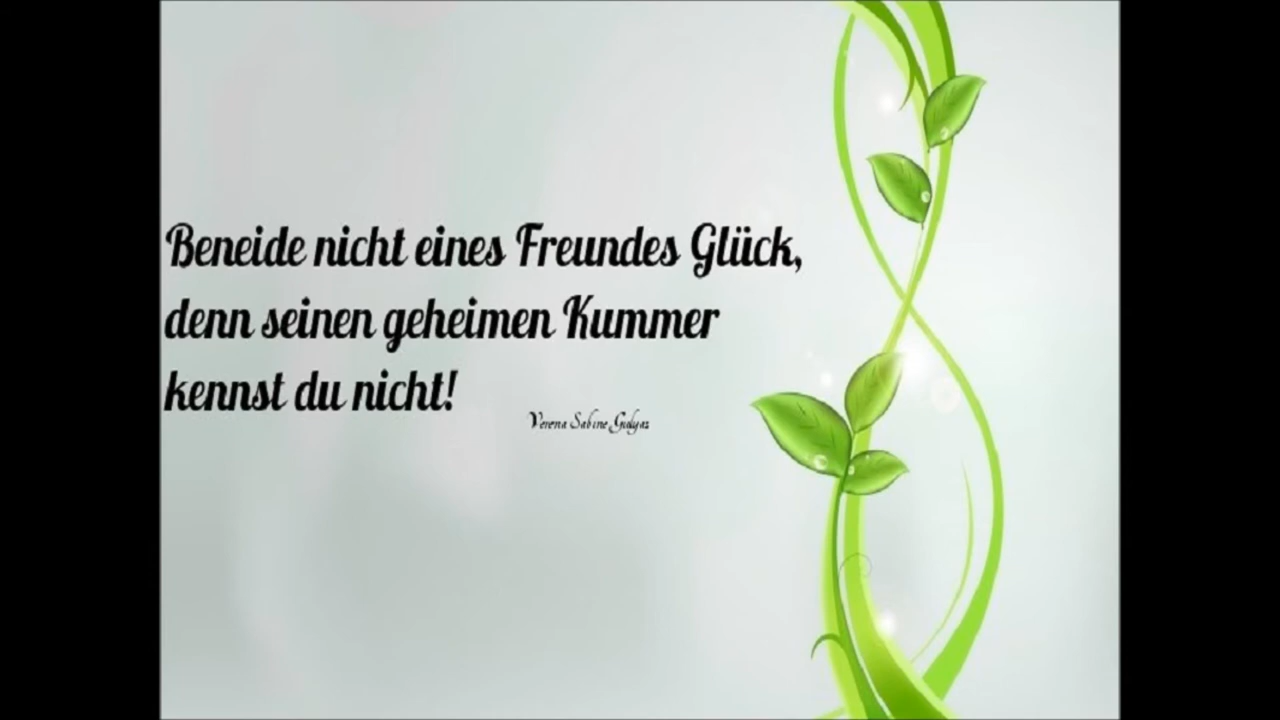 Beneide nicht eines Freundes Glück,
denn seinen geheimen Kummer
kennst du nicht!
Verena Sabine Gulyaz